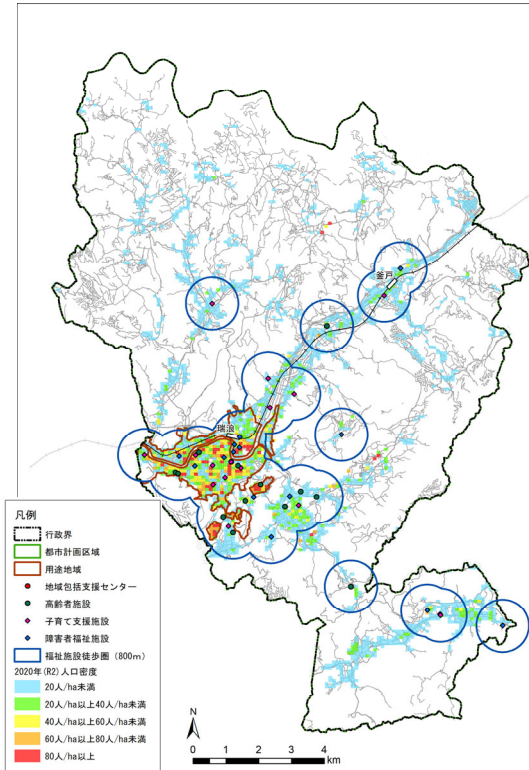 釜戸
瑞浪
凡例
行政界
都市計画区域
用途地域
地域包括支援センター
高齢者施設
子育て支援施設
障害者福祉施設
福祉施設徒歩圏（800m）
2020年(R2)人口密度
20人/ha未満
20人/ha以上40人/ha未満
40人/ha以上60人/ha未満
60人/ha以上80人/ha未満
80人/ha以上
N
0 1 2 3 4
km